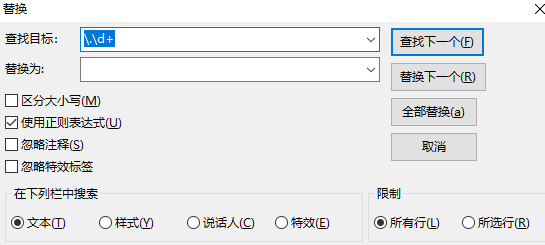 替换
查找目标: \.\d+ 查找下一个(F)
替换为: 替换下一个(R)
区分大小写(M) 全部替换(a)
使用正则表达式(U)
忽略注释(S) 取消
忽略特效标签
在下列栏中搜索 限制
文本(T) 样式(Y) 说话人(C) 特效(E) 所有行(L) 所选行(R)